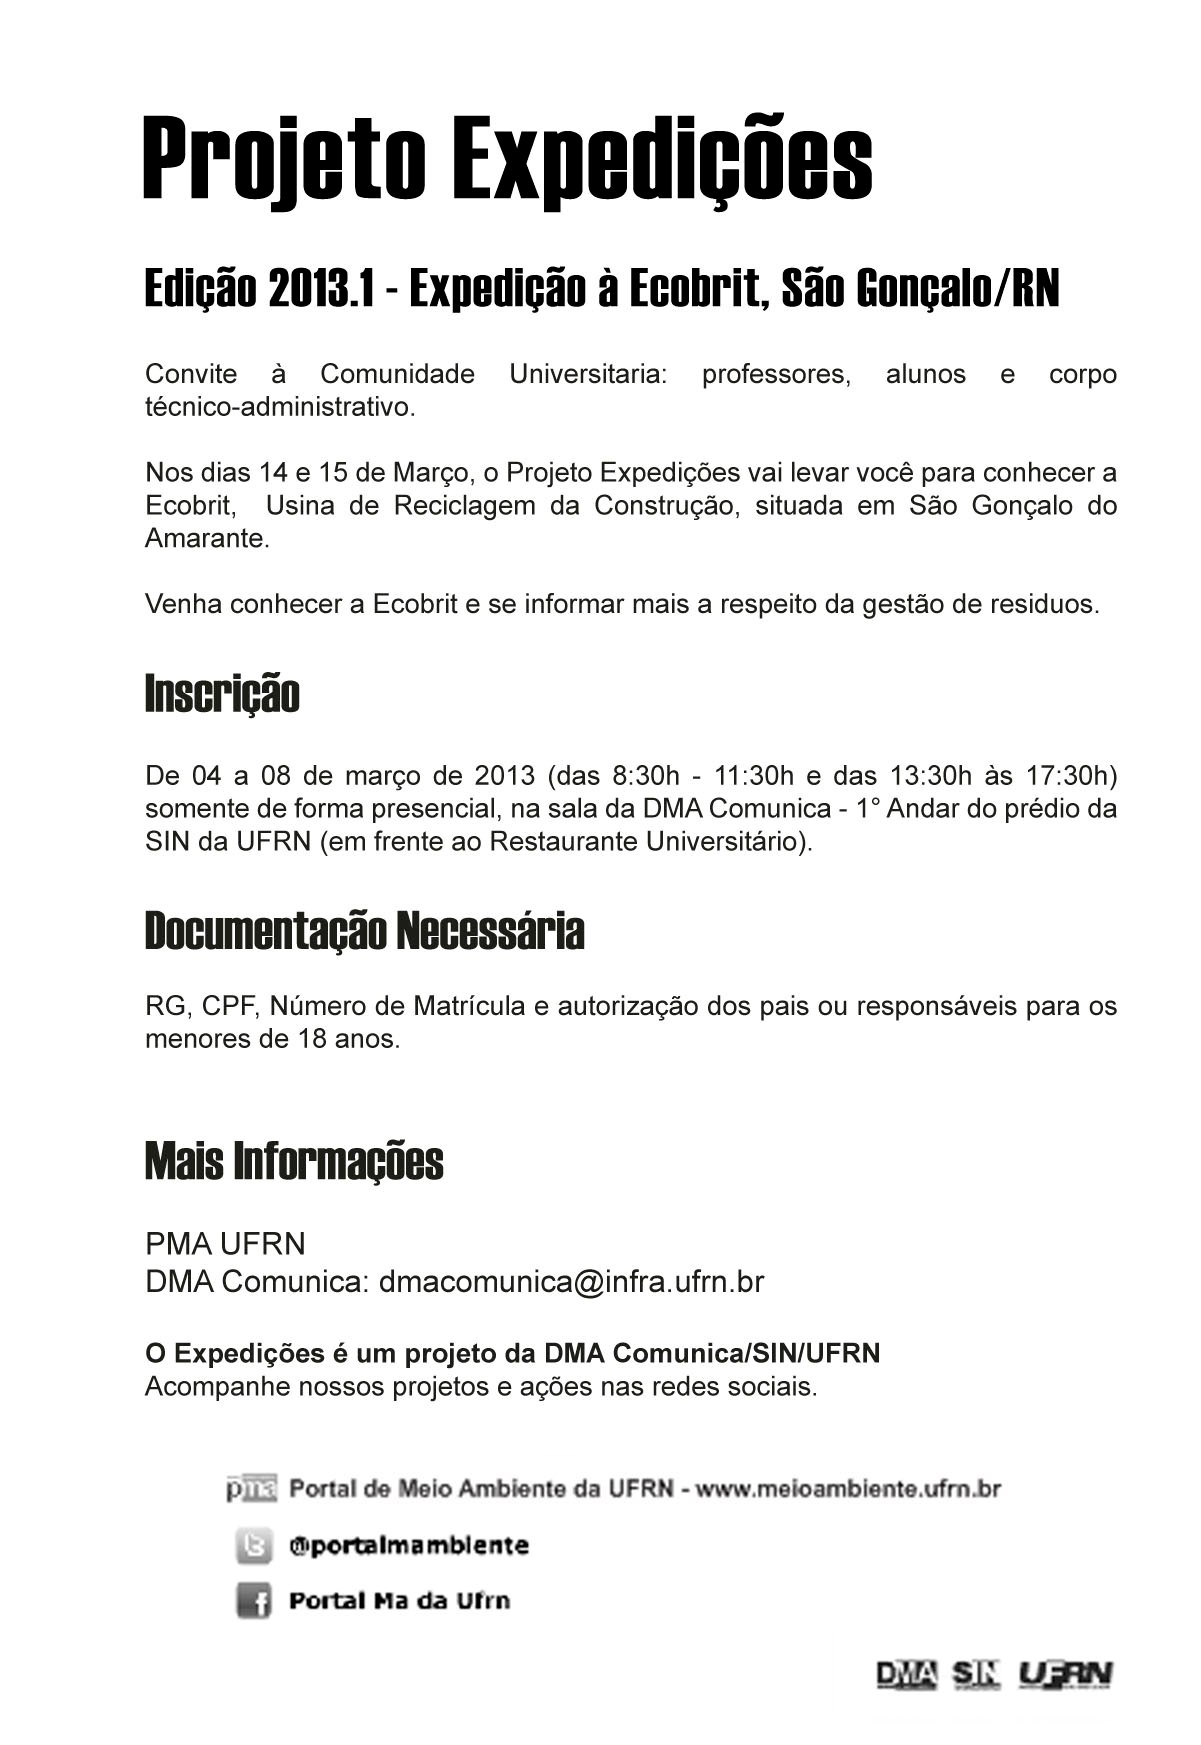 Projeto Expedições
Edição 2013.1 - Expedição à Ecobrit, São Gonçalo/RN
Convite à Comunidade Universitaria: professores, alunos e corpo
técnico-administrativo.
Nos dias 14 e 15 de Março, o Projeto Expedições vai levar você para conhecer a
Ecobrit, Usina de Reciclagem da Construção, situada em São Gonçalo do
Amarante.
Venha conhecer a Ecobrit e se informar mais a respeito da gestão de residuos.
Inscrição
De 04 a 08 de março de 2013 (das 8:30h - 11:30h e das 13:30h às 17:30h)
somente de forma presencial, na sala da DMA Comunica - 1° Andar do prédio da
SIN da UFRN (em frente ao Restaurante Universitário).
Documentação Necessária
RG, CPF, Número de Matrícula e autorização dos pais ou responsáveis para os
menores de 18 anos.
Mais Informações
PMA UFRN
DMA Comunica: dmacomunica@infra.ufrn.br
O Expedições é um projeto da DMA Comunica/SIN/UFRN
Acompanhe nossos projetos e ações nas redes sociais.
pma Portal de Meio Ambiente da UFRN - www.meioambiente.ufrn.br
@portalmambiente
Portal Ma da Ufrn
DMA SIN UFRN